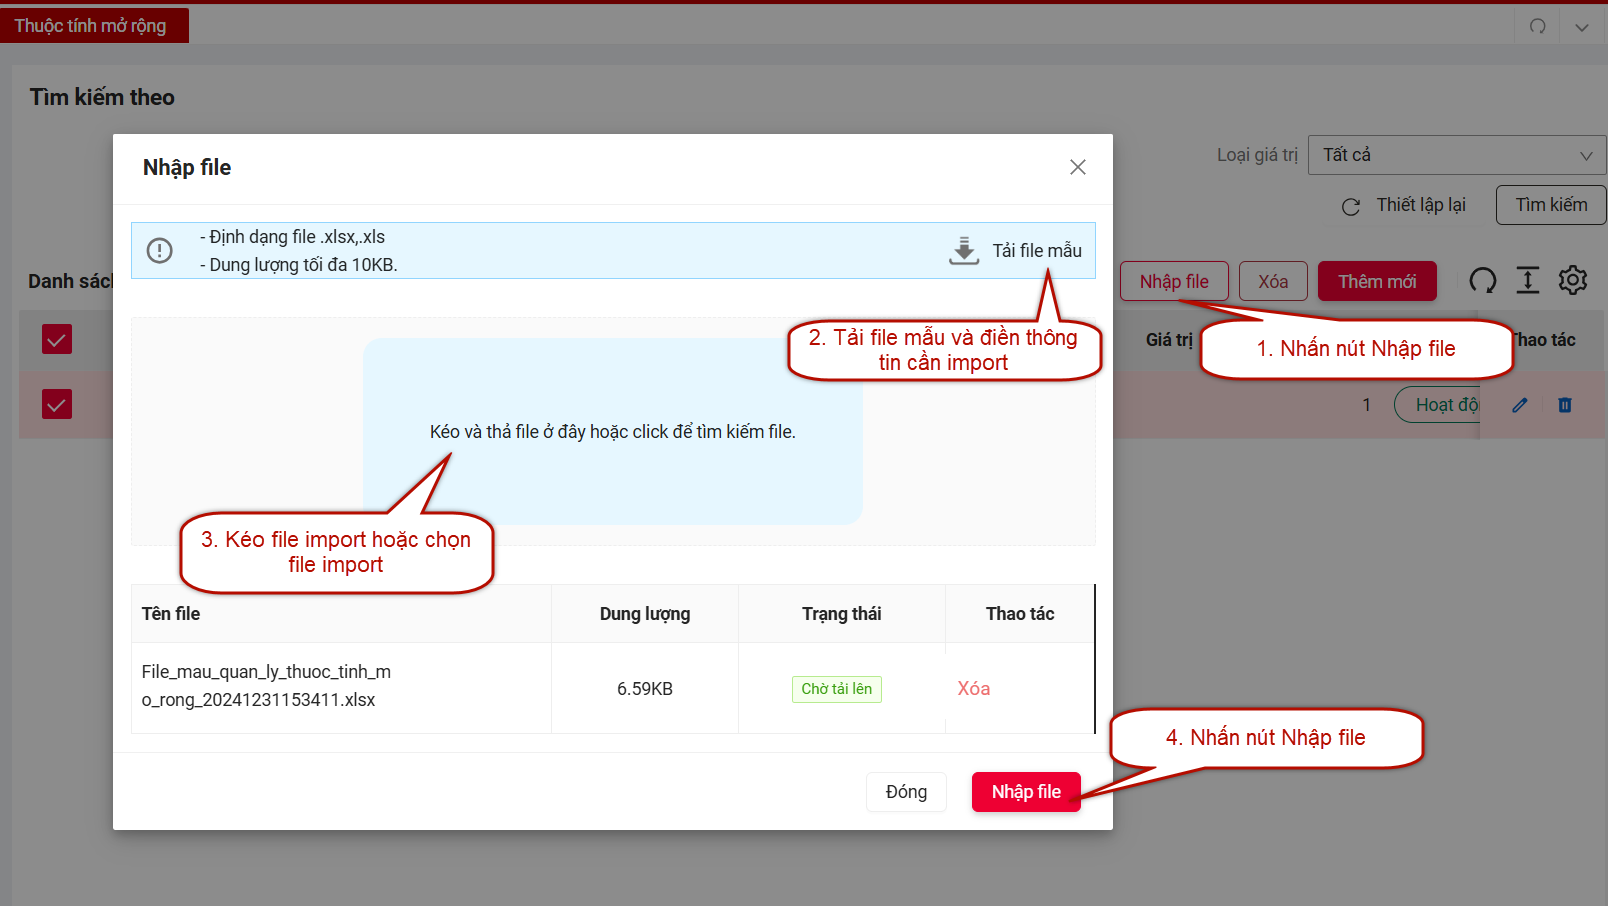 Thuộc tính mở rộng
Tìm kiếm theo
Loại giá trị
Tất cả
Thiết lập lại
Tìm kiếm
Nhập file
- Định dạng file .xlsx,.xls
- Dung lượng tối đa 10KB.
Tải file mẫu
Danh sách
Nhập file
Xóa
Thêm mới
2. Tải file mẫu và điền thông
tin cần import
1. Nhấn nút Nhập file
Giá trị
Thao tác
1
Hoạt độn
Kéo và thả file ở đây hoặc click để tìm kiếm file.
3. Kéo file import hoặc chọn
file import
Tên file
Dung lượng
Trạng thái
Thao tác
File_mau_quan_ly_thuoc_tinh_m
o_rong_20241231153411.xlsx
6.59KB
Chờ tải lên
Xóa
4. Nhấn nút Nhập file
Đóng
Nhập file